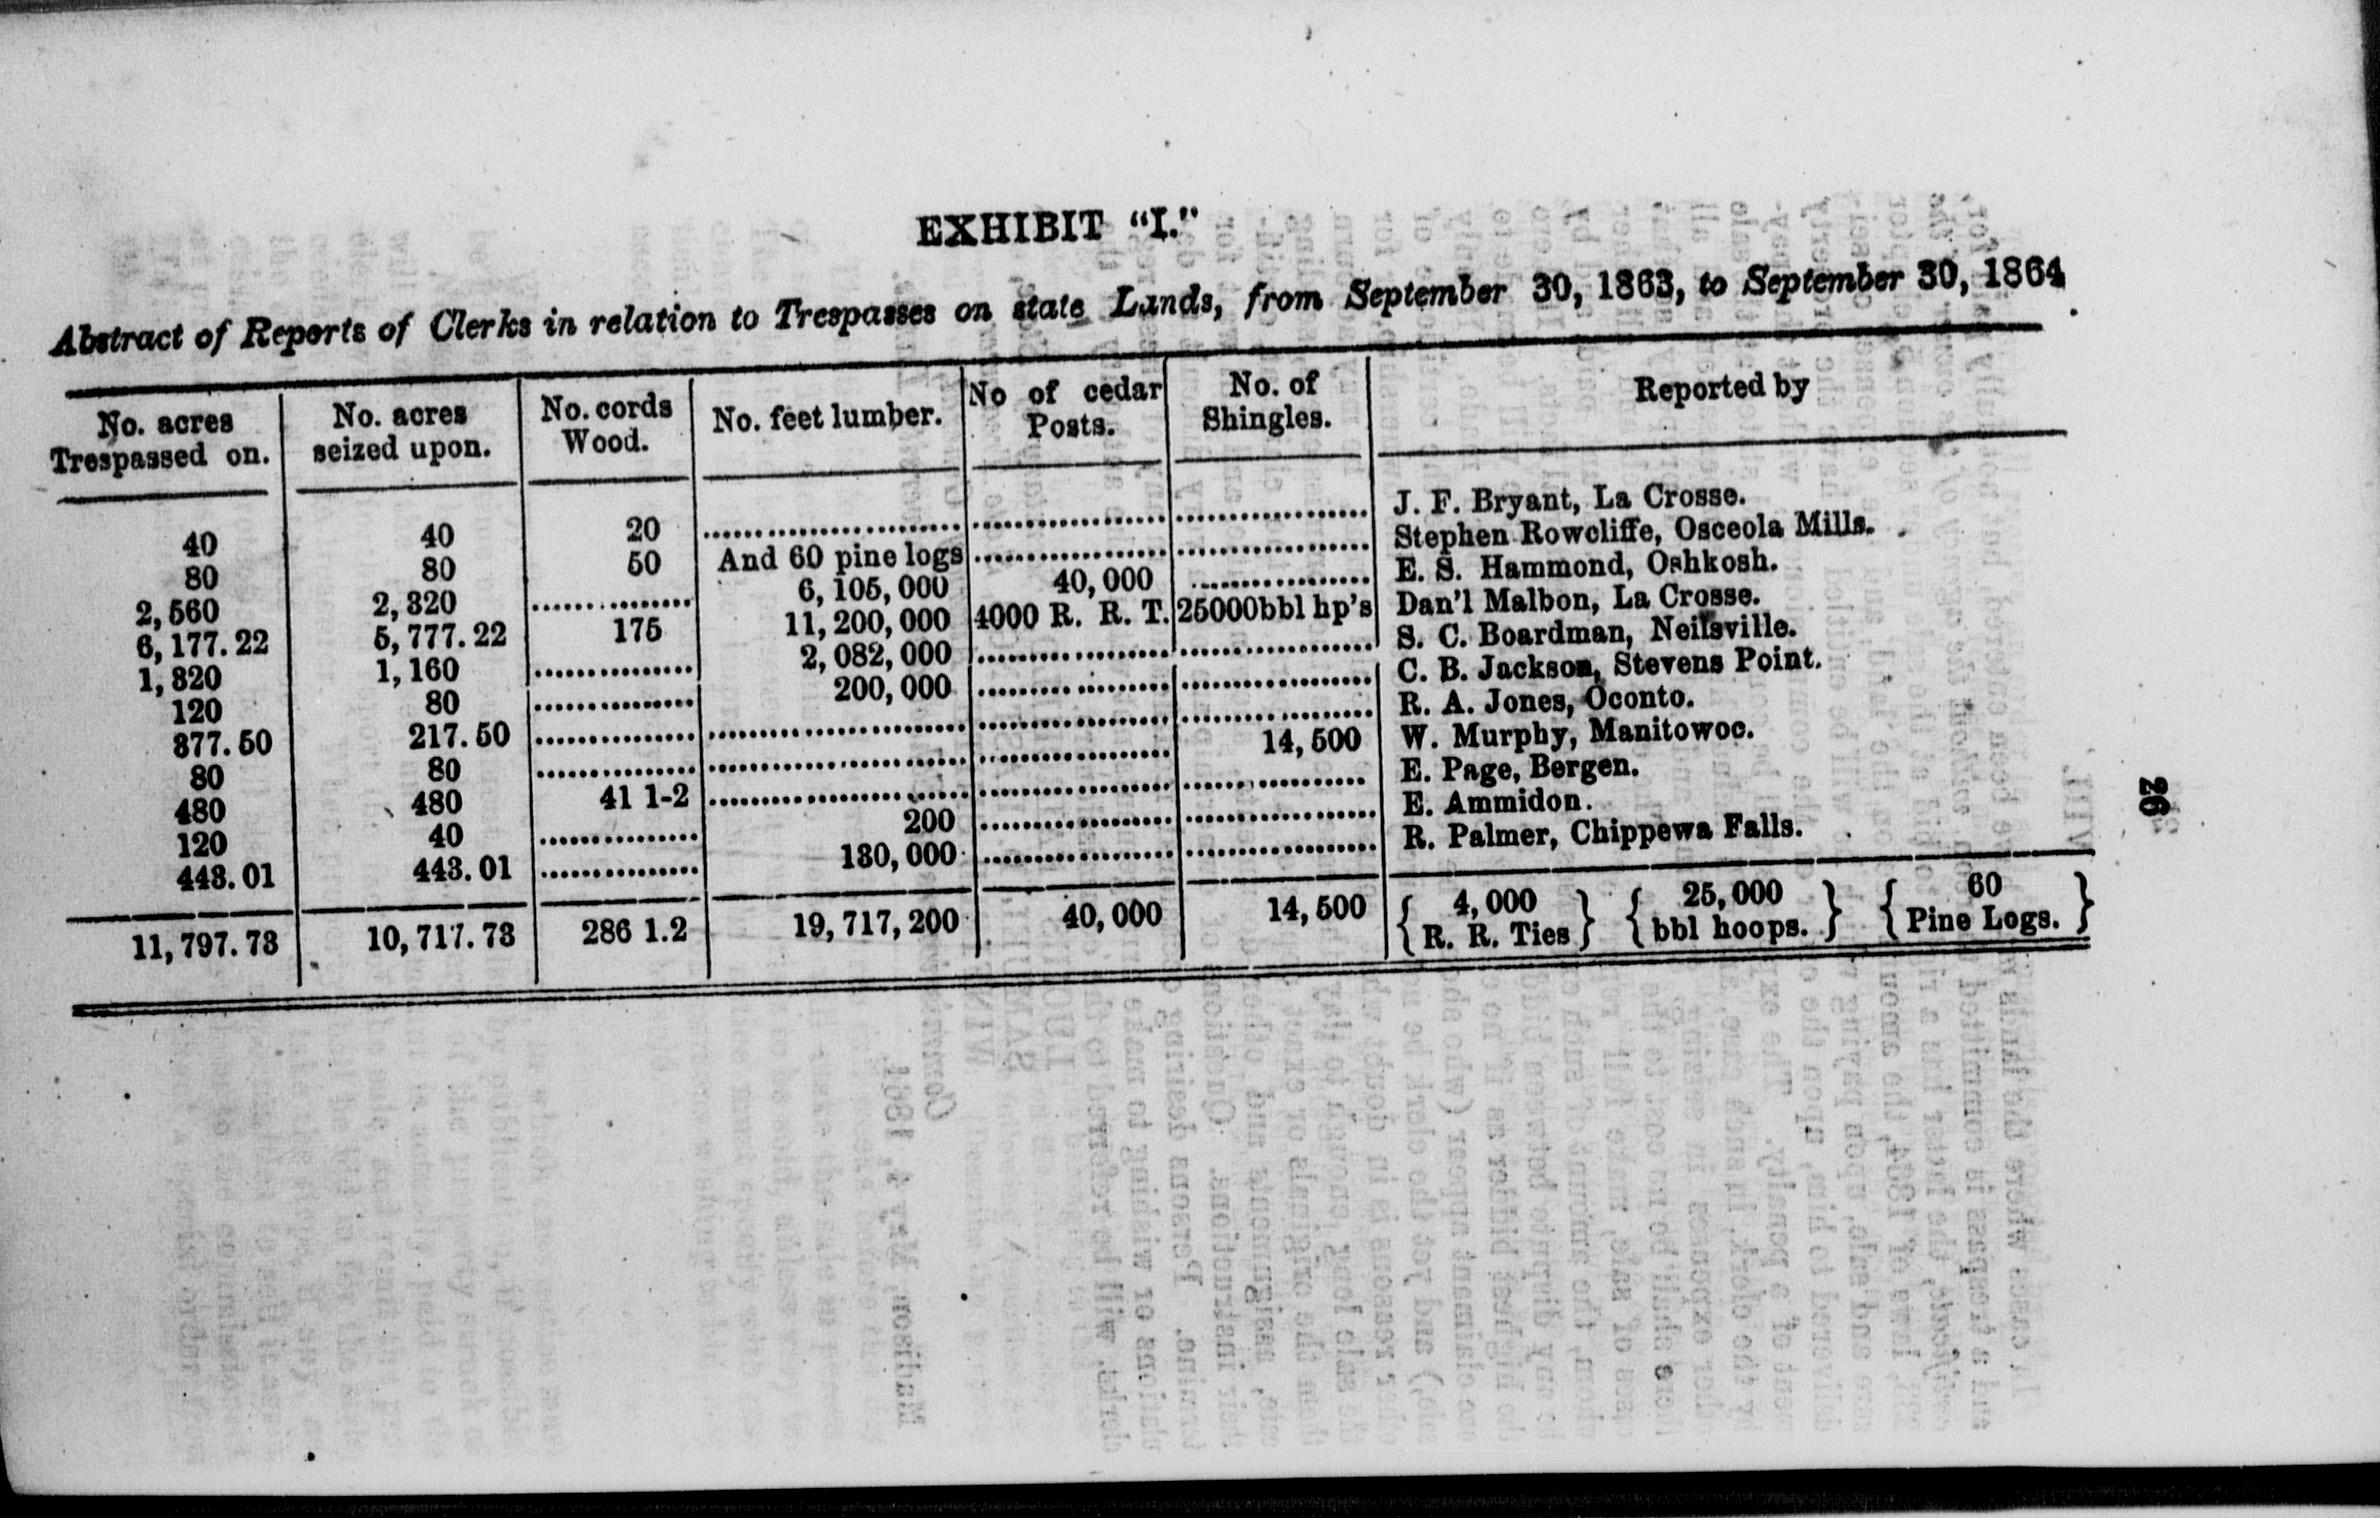 EXHIBIT "I."
Abstract of Reports of Clerks in relation to Trespasses on state Lands, from September 30, 1863, to September 30, 1864.
No. acres Trespassed on. No. acres seized upon. No. cords Wood. No. feet lumber. No of cedar Posts. No. of Shingles. Reported by
40 40 20 ........ ........ ........ J. F. Bryant, La Crosse.
80 80 50 And 60 pine logs ........ ........ Stephen Rowcliffe, Osceola Mills.
2,560 2,320 ........ 6,105,000 40,000 ........ E. S. Hammond, Oshkosh.
6,177.22 5,777.22 175 11,200,000 4000 R. R. T. 25000bbl hp's Dan'l Malbon, La Crosse.
1,320 1,160 ........ 2,082,000 ........ ........ S. C. Boardman, Neilsville.
120 80 ........ 200,000 ........ ........ C. B. Jackson, Stevens Point.
377.50 217.50 ........ ........ ........ ........ R. A. Jones, Oconto.
80 80 ........ ........ ........ 14,500 W. Murphy, Manitowoc.
480 480 41 1-2 ........ ........ ........ E. Page, Bergen.
120 40 ........ 200 ........ ........ E. Ammidon.
443.01 443.01 ........ 130,000 ........ ........ R. Palmer, Chippewa Falls.
11,797.73 10,717.73 286 1.2 19,717,200 40,000 14,500 { 4,000 R. R. Ties } { 25,000 bbl hoops. } { 60 Pine Logs. }
26